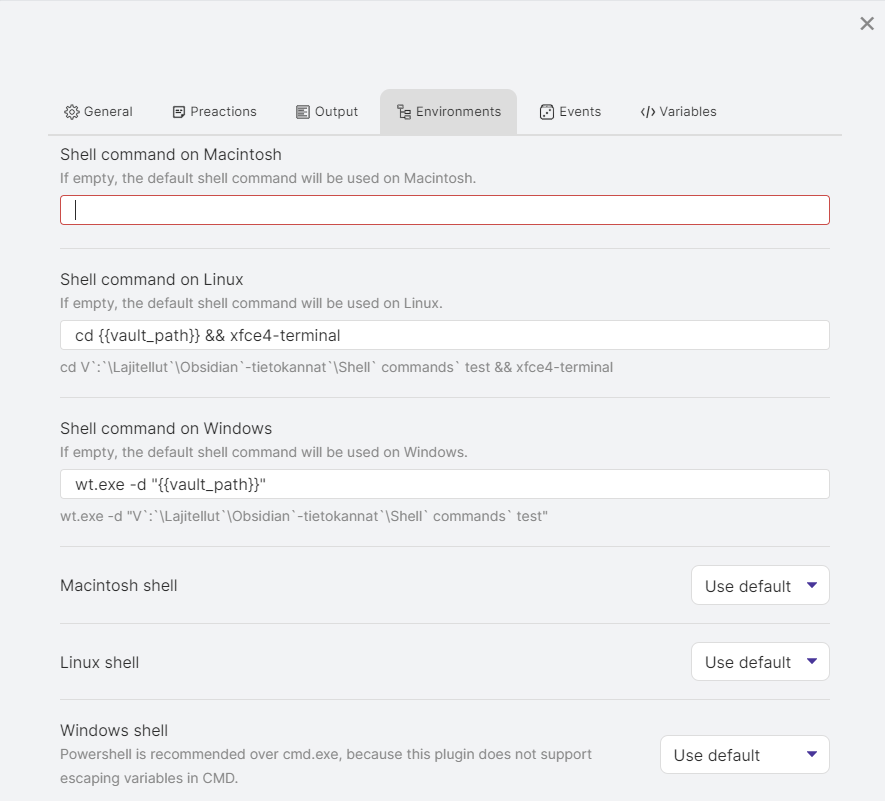 General Preactions Output Environments Events Variables
Shell command on Macintosh
If empty, the default shell command will be used on Macintosh.
Shell command on Linux
If empty, the default shell command will be used on Linux.
cd {{vault_path}} && xfce4-terminal
cd V`:`\Lajitellut`\Obsidian`-tietokannat`\Shell` commands` test && xfce4-terminal
Shell command on Windows
If empty, the default shell command will be used on Windows.
wt.exe -d "{{vault_path}}"
wt.exe -d "V`:`\Lajitellut`\Obsidian`-tietokannat`\Shell` commands` test"
Macintosh shell Use default
Linux shell Use default
Windows shell
Powershell is recommended over cmd.exe, because this plugin does not support
escaping variables in CMD.
Use default